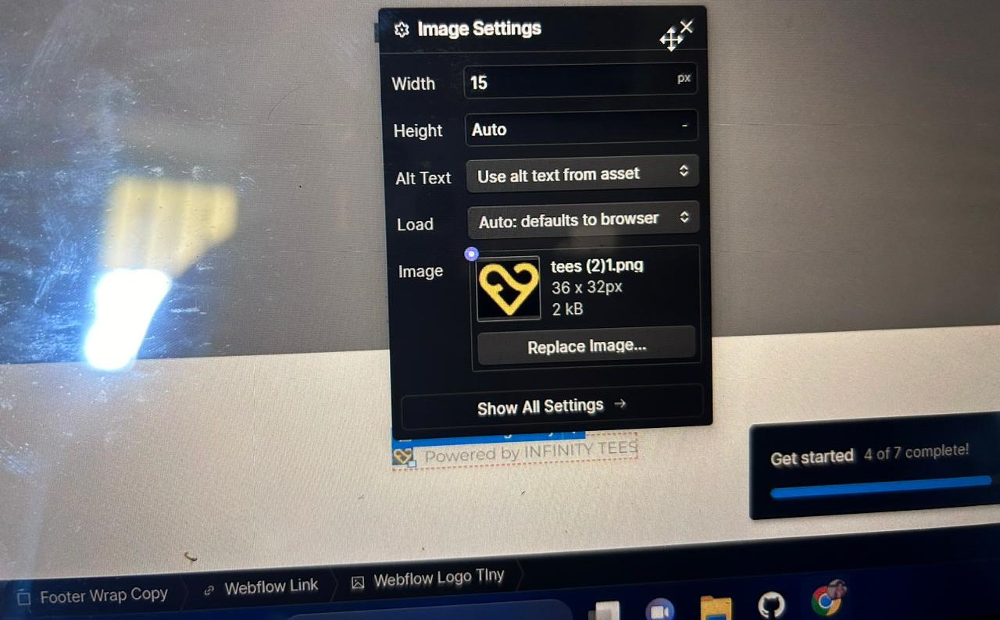 Image Settings
Width 15 px
Height Auto -
Alt Text Use alt text from asset
Load Auto: defaults to browser
Image tees (2)1.png
36 x 32px
2 kB
Replace Image...
Show All Settings →
Powered by INFINITY TEES
Get started 4 of 7 complete!
Footer Wrap Copy Webflow Link Webflow Logo TIny